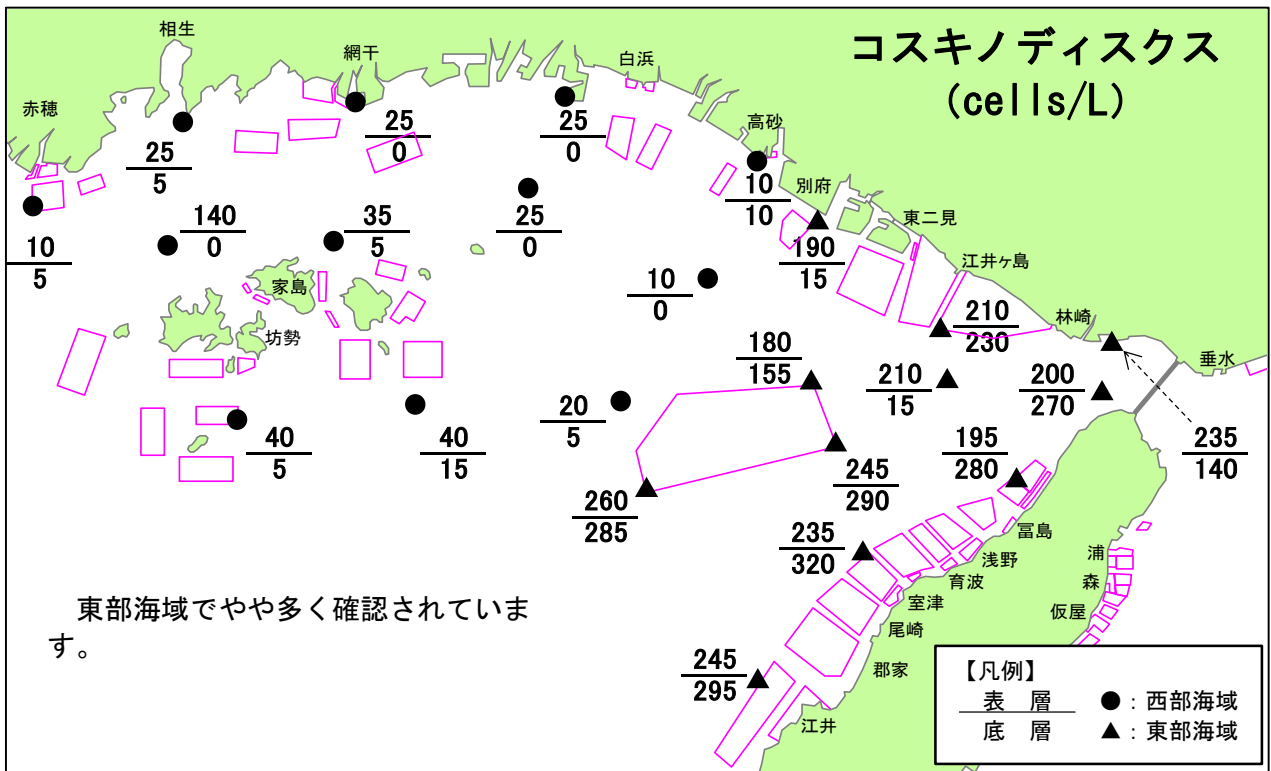 コスキノディスクス
(cells/L)
相生
網干
白浜
赤穂
高砂
別府
東二見
江井ヶ島
林崎
垂水
家島
坊勢
25
5
25
0
25
0
10
10
10
5
140
0
35
5
25
0
190
15
10
0
210
230
180
155
210
15
200
270
235
140
20
5
40
5
40
15
195
280
245
290
260
285
235
320
245
295
冨島
浅野
育波
室津
尾崎
郡家
江井
浦
森
仮屋
東部海域でやや多く確認されていま
す。
【凡例】
表 層
底 層
●：西部海域
▲：東部海域